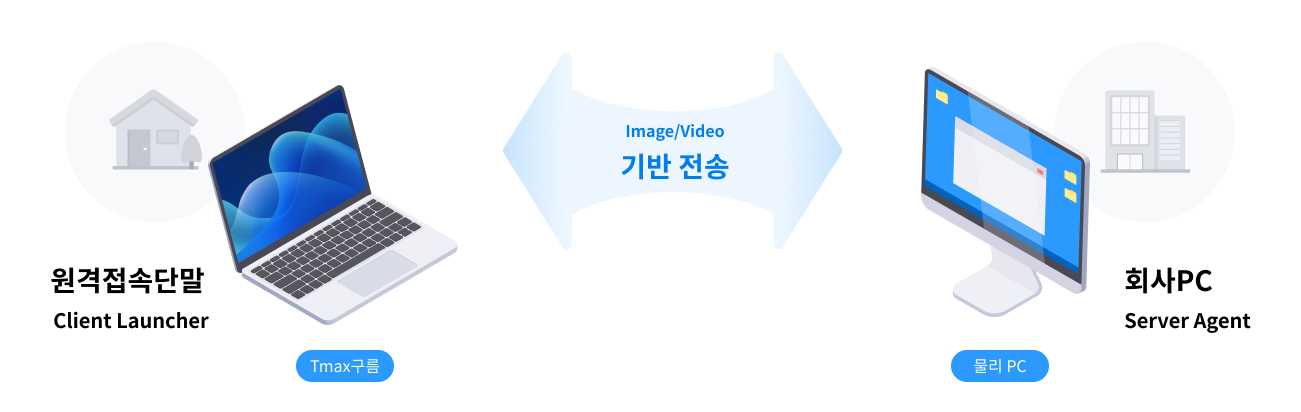 원격접속단말
Client Launcher
Tmax구름
Image/Video
기반 전송
회사PC
Server Agent
물리 PC